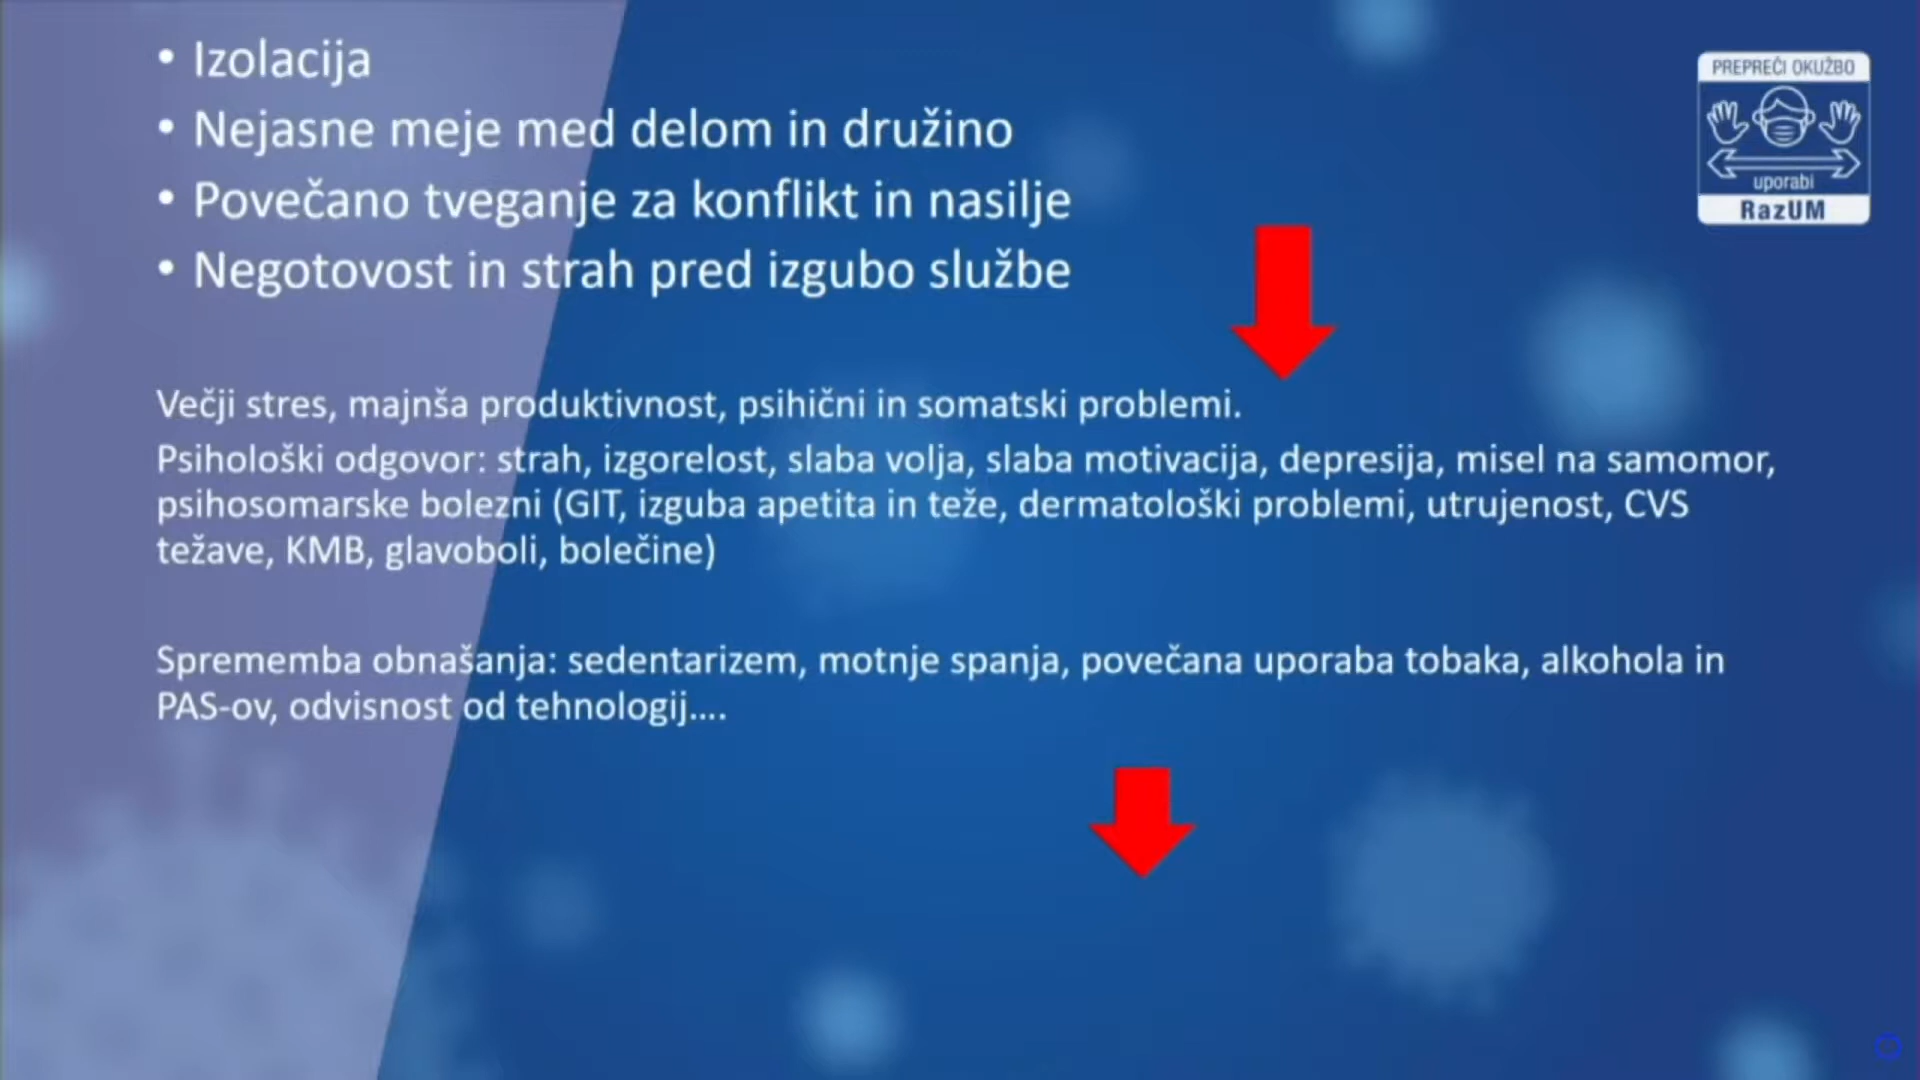 • Izolacija
• Nejasne meje med delom in družino
• Povečano tveganje za konflikt in nasilje
• Negotovost in strah pred izgubo službe
PREPREČI OKUŽBO
uporabi
RazUM
Večji stres, majnša produktivnost, psihični in somatski problemi.
Psihološki odgovor: strah, izgorelost, slaba volja, slaba motivacija, depresija, misel na samomor,
psihosomarske bolezni (GIT, izguba apetita in teže, dermatološki problemi, utrujenost, CVS
težave, KMB, glavoboli, bolečine)
Sprememba obnašanja: sedentarizem, motnje spanja, povečana uporaba tobaka, alkohola in
PAS-ov, odvisnost od tehnologij....